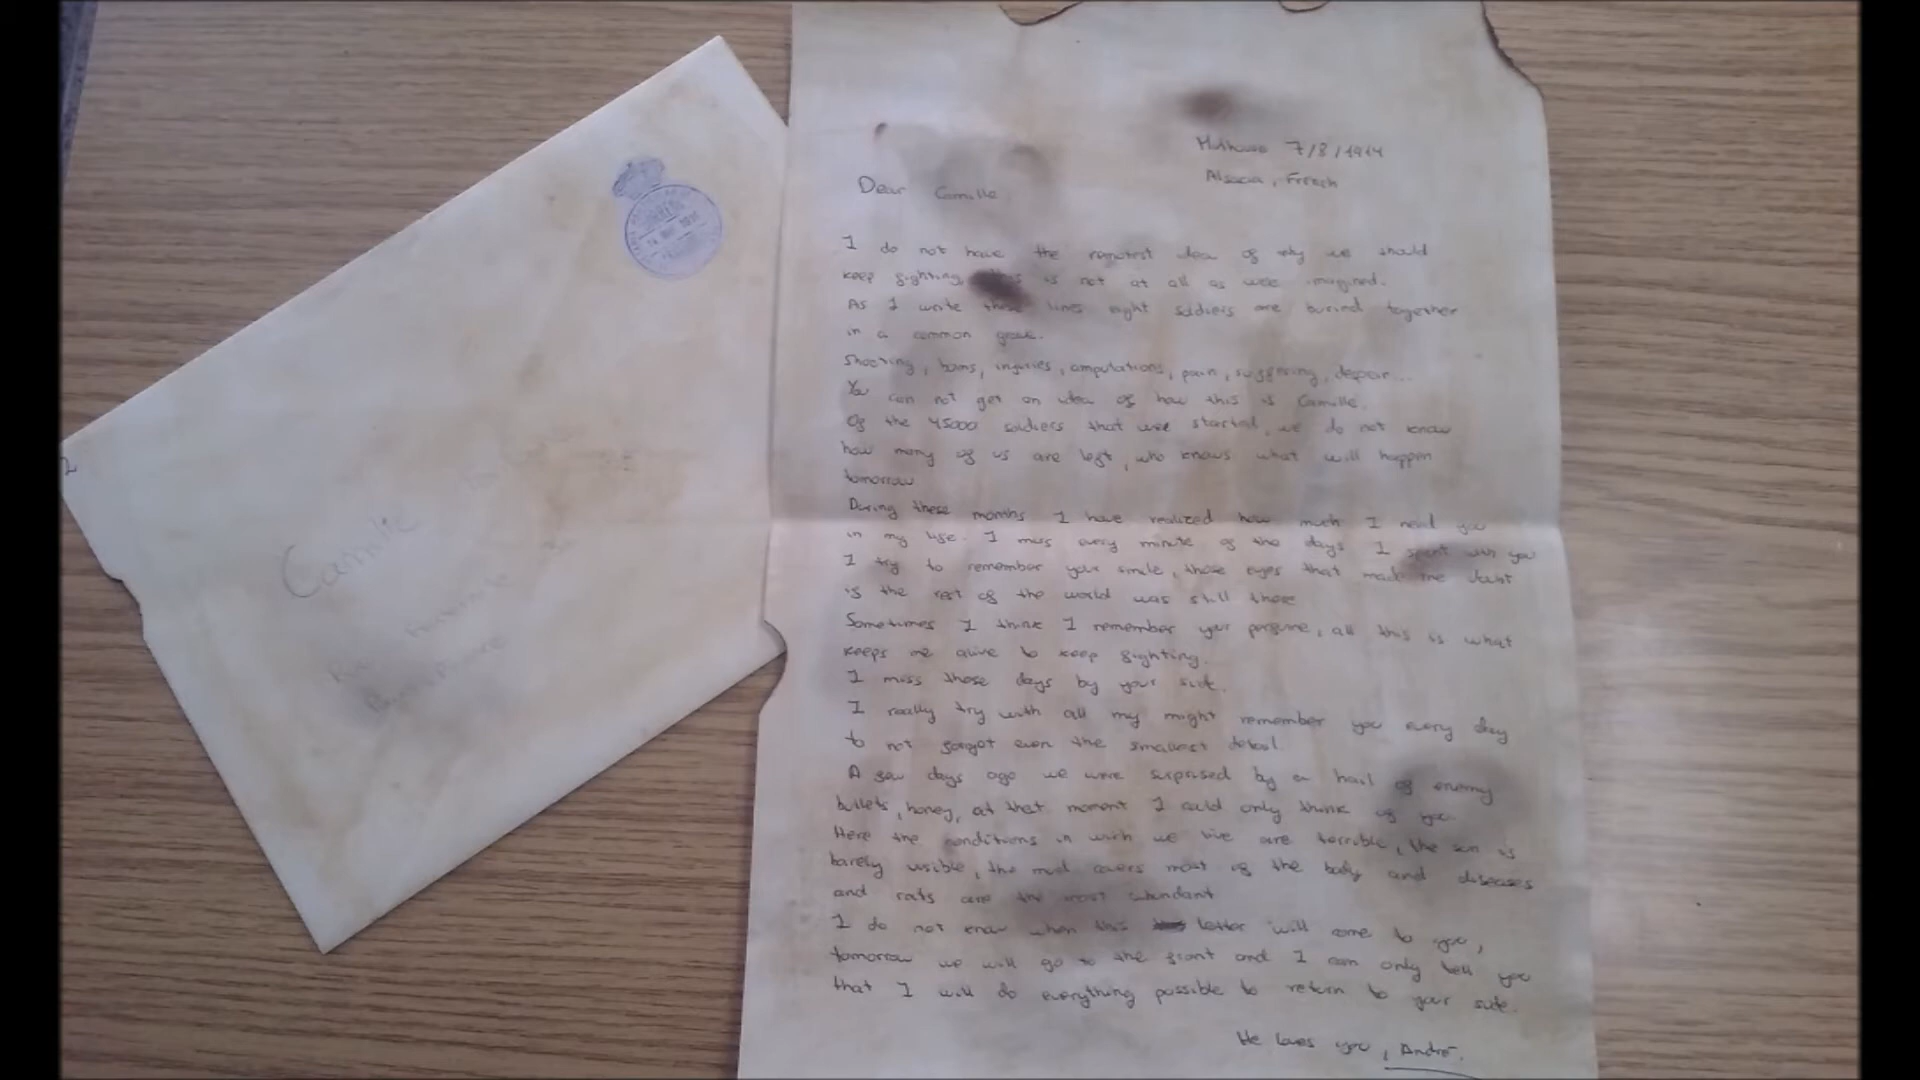 Camille
Mulhouse 7/8/1914
Alsacia, French
Dear Camille,
I do not have the remotest idea of why we should
keep fighting, this is not at all as wee imagined.
As I write these lines eight soldiers are buried together
in a common grave.
Shooting, boms, injuries, amputations, pain, suffering, despair...
You can not get an idea of how this is Camille.
Of the 45000 soldiers that wee started, we do not know
how many of us are left, who knows what will happen
tomorrow
During these months I have realized how much I need you
in my life. I miss every minute of the days I spent with you
I try to remember your smile, those eyes that made me doubt
if the rest of the world was still there
Sometimes I think I remember your perfume, all this is what
keeps me alive to keep fighting.
I miss those days by your side.
I really try with all my might remember you every day
to not forget even the smallest detail.
A few days ago we were surprised by a hail of enemy
bullets, honey, at that moment I could only think of you.
Here the conditions in wich we live are terrible, the sun is
barely visible, the mud covers most of the body and diseases
and rats are the most abundant
I do not know when this letter will come to you,
tomorrow we will go to the front and I can only tell you
that I will do everything possible to return to your side.
He loves you, André.